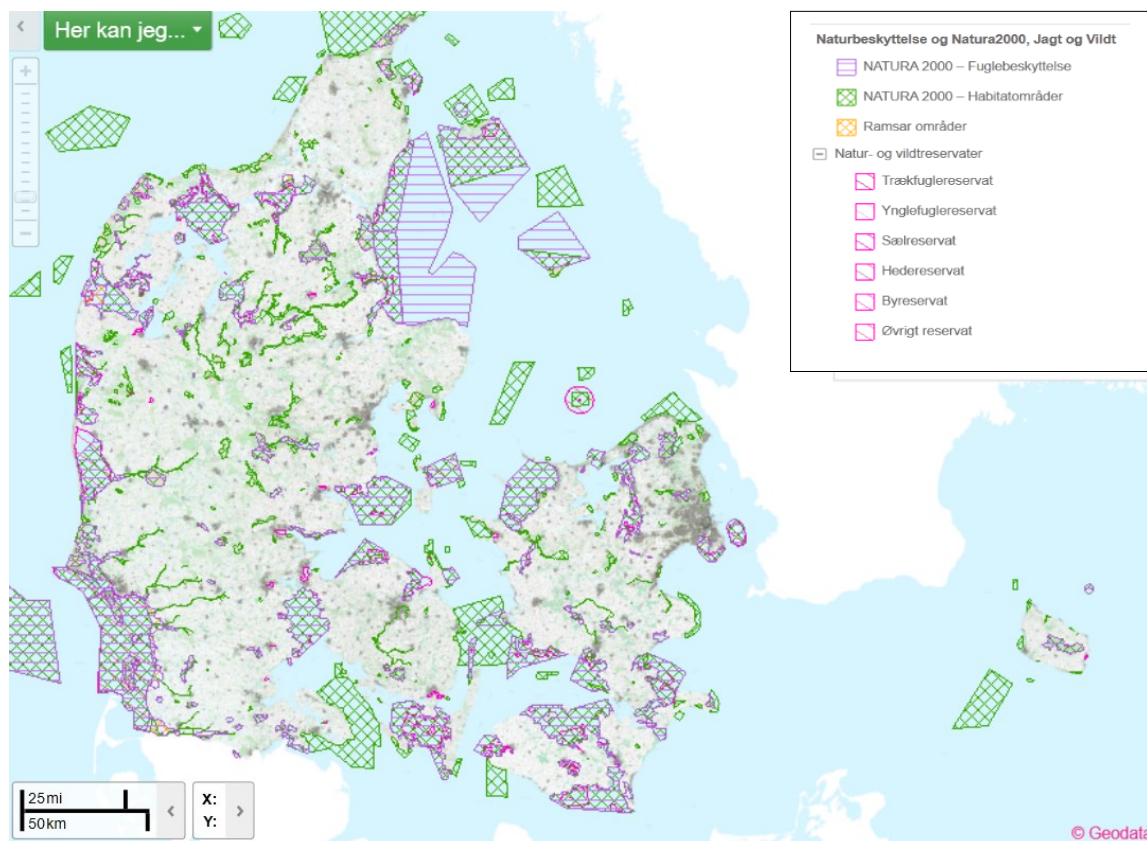 Her kan jeg...
Naturbeskyttelse og Natura2000, Jagt og Vildt
NATURA 2000 – Fuglebeskyttelse
NATURA 2000 – Habitatområder
Ramsar områder
Natur- og vildtreservater
Trækfuglereservat
Ynglefuglereservat
Sælreservat
Hedereservat
Byreservat
Øvrigt reservat
25mi
50km
X:
Y:
© Geodata